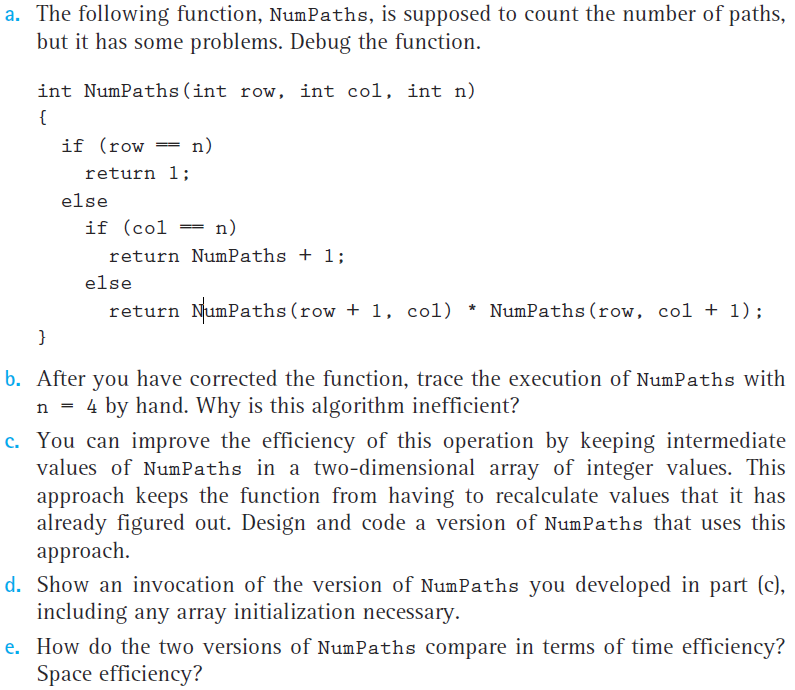 a. The following function, NumPaths, is supposed to count the number of paths,
but it has some problems. Debug the function.
int NumPaths(int row, int col, int n)
{
if (row == n)
return 1;
else
if (col == n)
return NumPaths + 1;
else
return NumPaths(row + 1, col) * NumPaths(row, col + 1);
}
b. After you have corrected the function, trace the execution of NumPaths with
n = 4 by hand. Why is this algorithm inefficient?
c. You can improve the efficiency of this operation by keeping intermediate
values of NumPaths in a two-dimensional array of integer values. This
approach keeps the function from having to recalculate values that it has
already figured out. Design and code a version of NumPaths that uses this
approach.
d. Show an invocation of the version of NumPaths you developed in part (c),
including any array initialization necessary.
e. How do the two versions of NumPaths compare in terms of time efficiency?
Space efficiency?